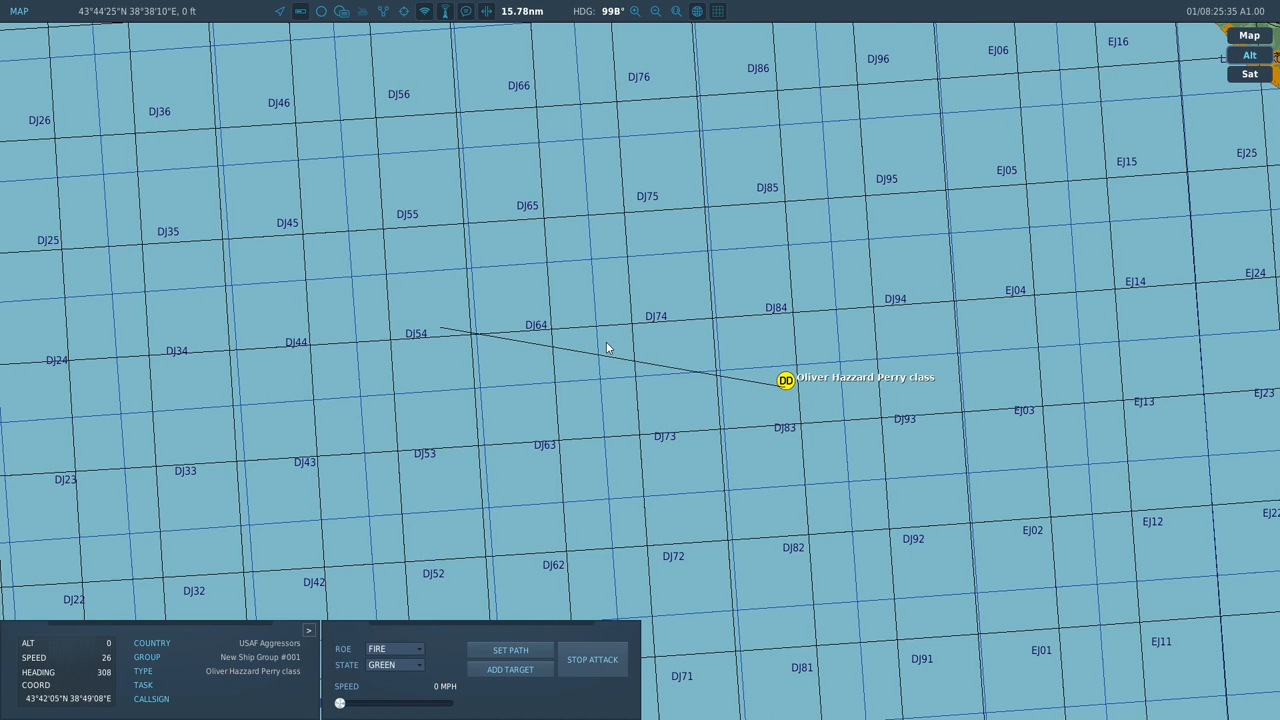 MAP
43°44'25"N 38°38'10"E, 0 ft
15.78nm
HDG: 99B°
01/08:25:35 A1.00
Map
Alt
Sat
EJ16
EJ06
DJ96
DJ86
DJ76
DJ66
DJ56
DJ46
DJ36
DJ26
EJ25
EJ15
EJ05
DJ95
DJ85
DJ75
DJ65
DJ55
DJ45
DJ35
DJ25
EJ24
EJ14
EJ04
DJ94
DJ84
DJ74
DJ64
DJ54
DJ44
DJ34
DJ24
DD Oliver Hazzard Perry class
EJ23
EJ13
EJ03
DJ93
DJ83
DJ73
DJ63
DJ53
DJ43
DJ33
DJ23
EJ22
EJ12
EJ02
DJ92
DJ82
DJ72
DJ62
DJ52
DJ42
DJ32
DJ22
EJ11
EJ01
DJ91
DJ81
DJ71
>
ALT 0
SPEED 26
HEADING 308
COORD
43°42'05"N 38°49'08"E
COUNTRY USAF Aggressors
GROUP New Ship Group #001
TYPE Oliver Hazzard Perry class
TASK
CALLSIGN
ROE FIRE
STATE GREEN
SET PATH
ADD TARGET
STOP ATTACK
SPEED 0 MPH